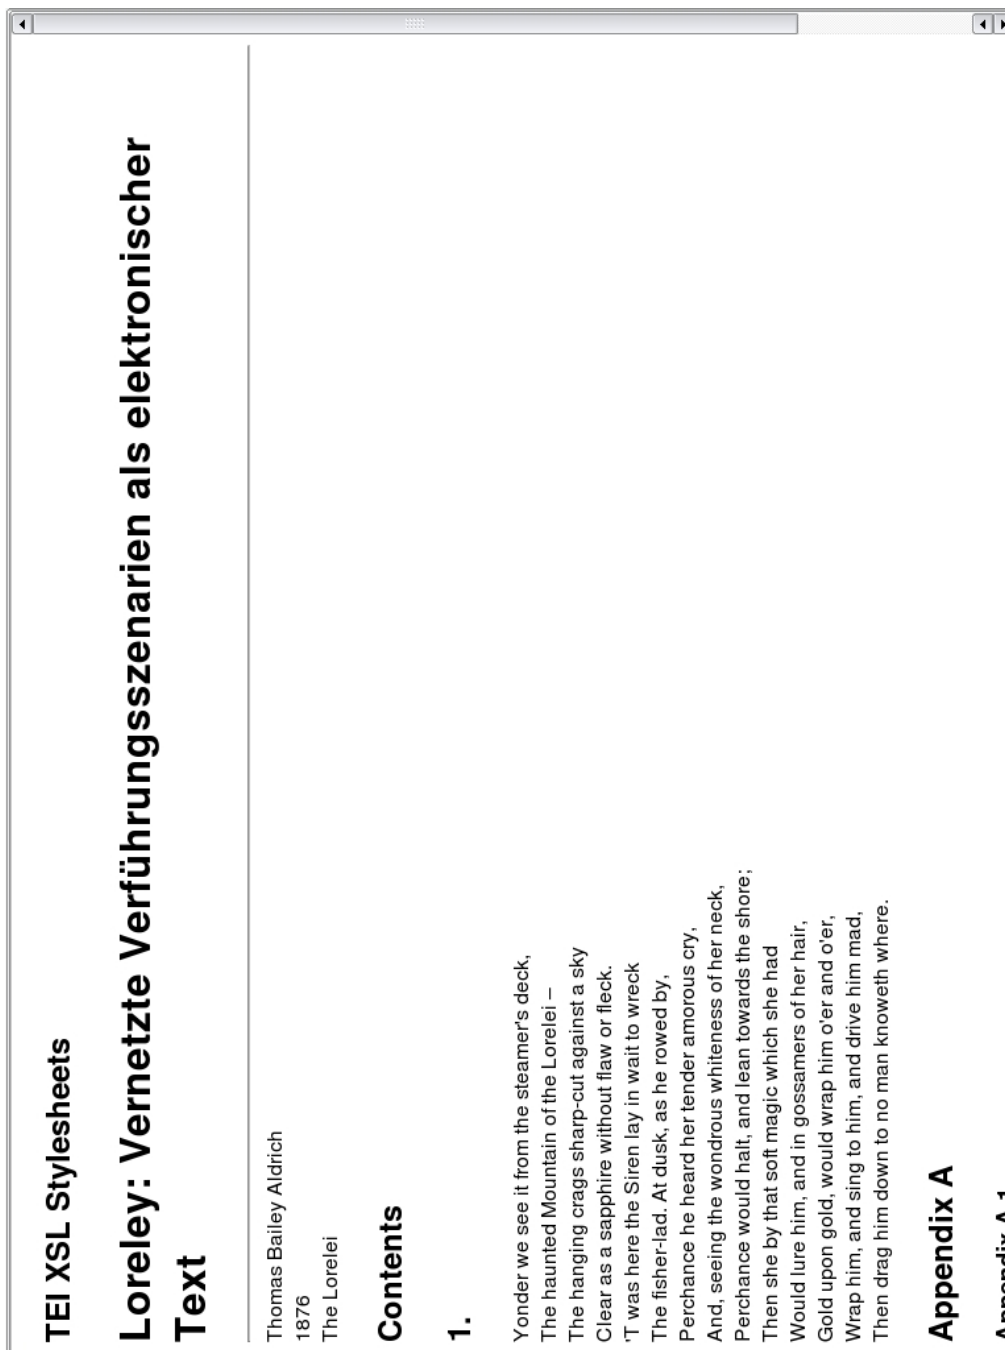 TEI XSL Stylesheets
Loreley: Vernetzte Verführungsszenarien als elektronischer
Text
Thomas Bailey Aldrich
1876
The Lorelei
Contents
1.
Yonder we see it from the steamer's deck,
The haunted Mountain of the Lorelei –
The hanging crags sharp-cut against a sky
Clear as a sapphire without flaw or fleck.
'T was here the Siren lay in wait to wreck
The fisher-lad. At dusk, as he rowed by,
Perchance he heard her tender amorous cry,
And, seeing the wondrous whiteness of her neck,
Perchance would halt, and lean towards the shore;
Then she by that soft magic which she had
Would lure him, and in gossamers of her hair,
Gold upon gold, would wrap him o'er and o'er,
Wrap him, and sing to him, and drive him mad,
Then drag him down to no man knoweth where.
Appendix A
Appendix A.1